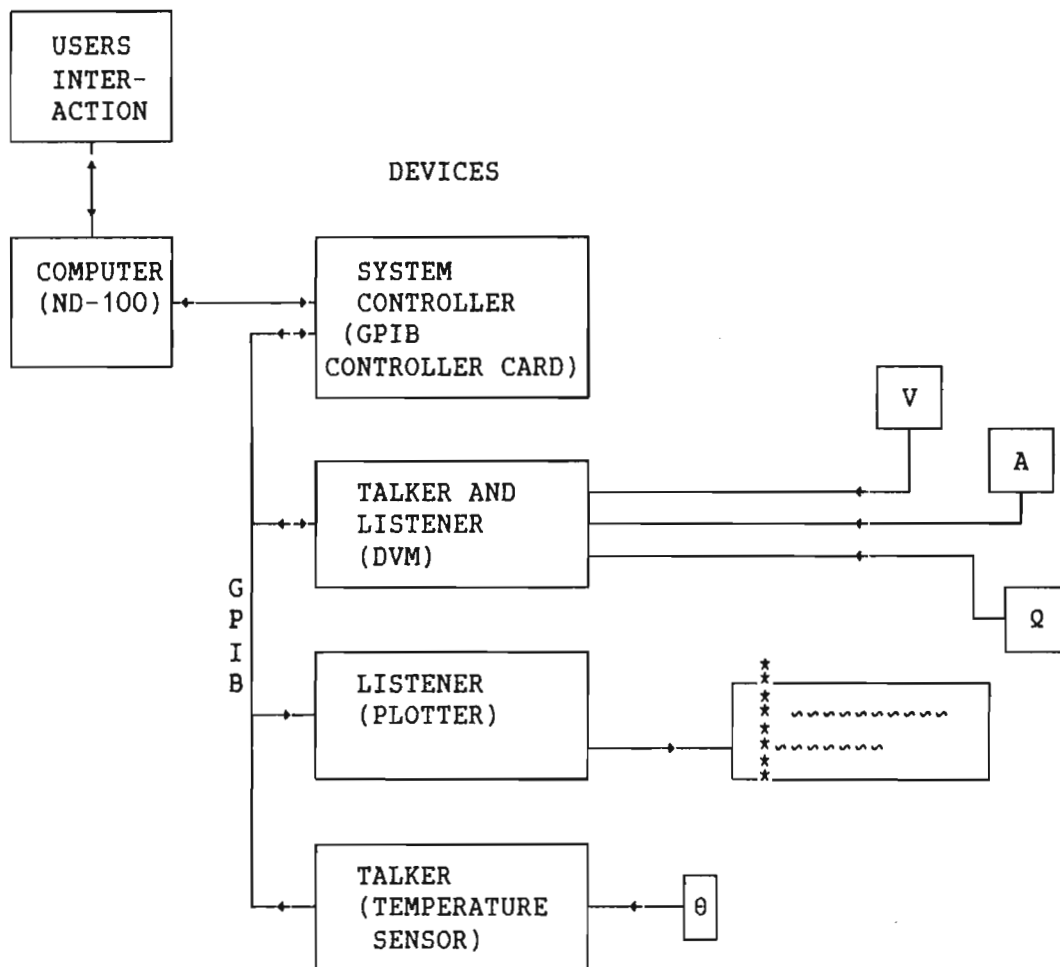 USERS
INTER-
ACTION
DEVICES
COMPUTER
(ND-100)
SYSTEM
CONTROLLER
(GPIB
CONTROLLER CARD)
V
A
TALKER AND
LISTENER
(DVM)
Ω
G
P
I
B
LISTENER
(PLOTTER)
*
*
*
*
*
*
*
*
~~~~~~~~~~
~~~~~~~
TALKER
(TEMPERATURE
SENSOR)
θ